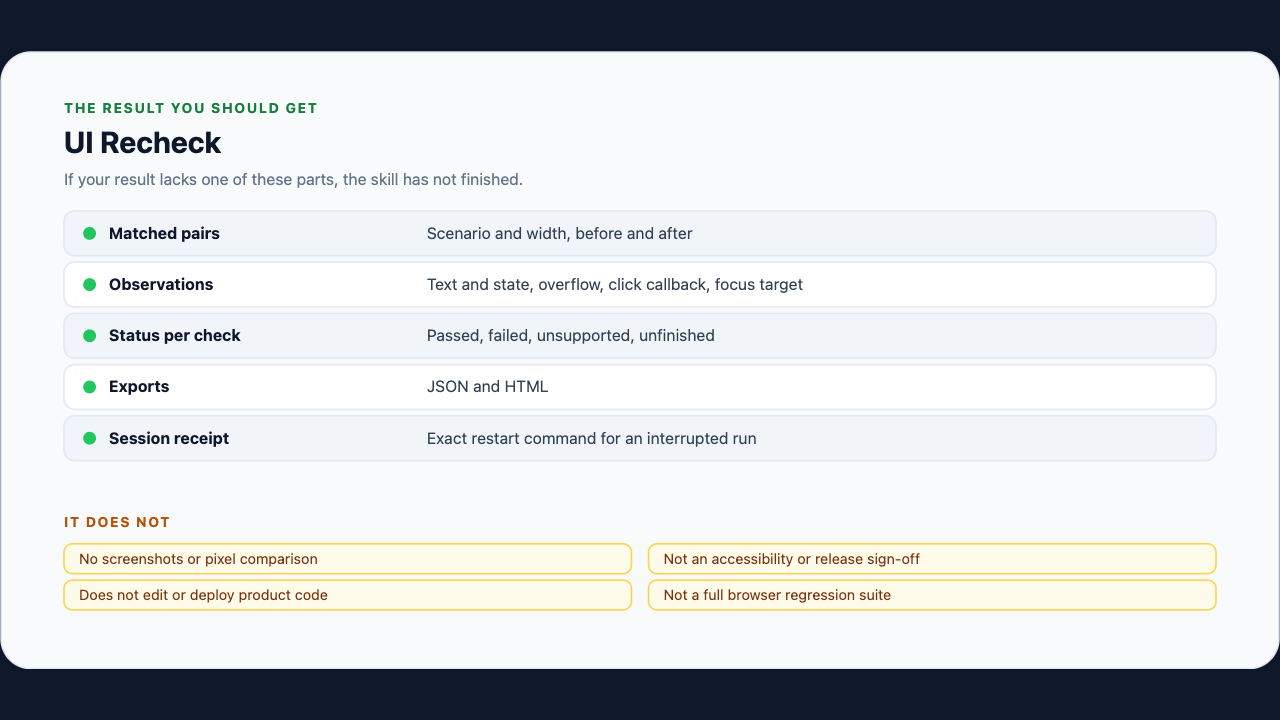 THE RESULT YOU SHOULD GET
UI Recheck
If your result lacks one of these parts, the skill has not finished.
Matched pairs Scenario and width, before and after
Observations Text and state, overflow, click callback, focus target
Status per check Passed, failed, unsupported, unfinished
Exports JSON and HTML
Session receipt Exact restart command for an interrupted run
IT DOES NOT
No screenshots or pixel comparison Not an accessibility or release sign-off
Does not edit or deploy product code Not a full browser regression suite